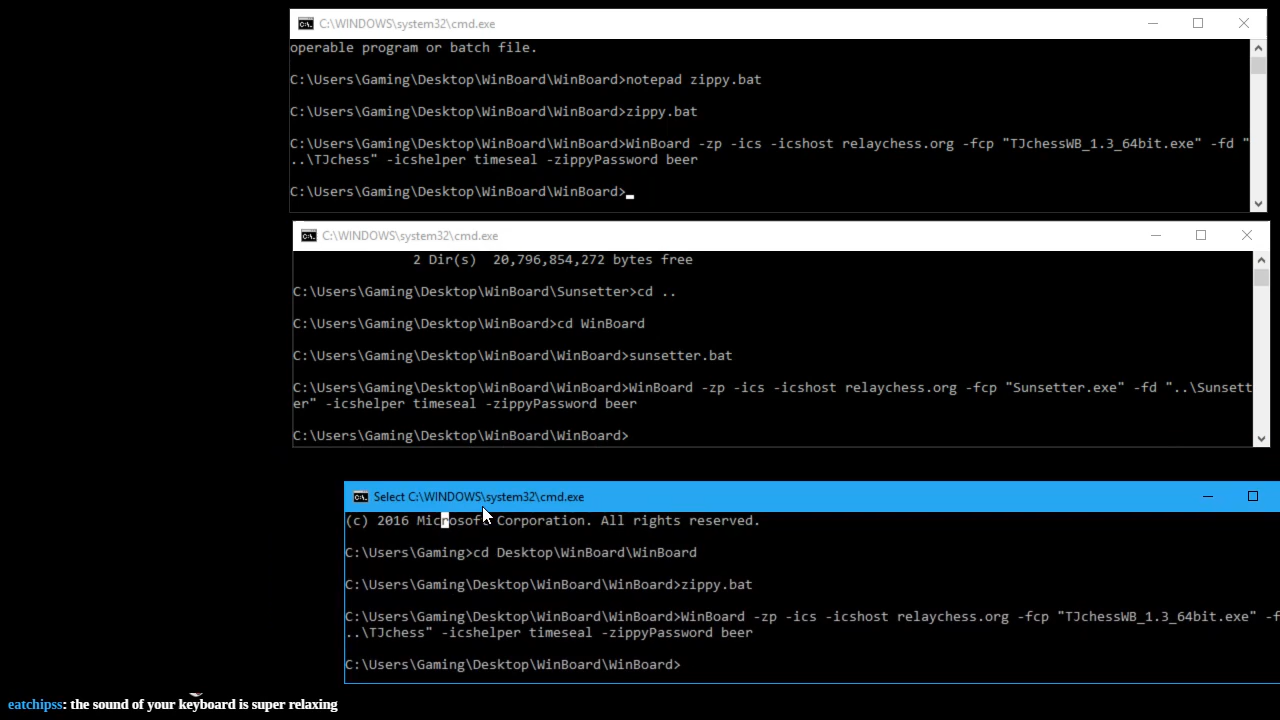 C:\WINDOWS\system32\cmd.exe
operable program or batch file.
C:\Users\Gaming\Desktop\WinBoard\WinBoard>notepad zippy.bat
C:\Users\Gaming\Desktop\WinBoard\WinBoard>zippy.bat
C:\Users\Gaming\Desktop\WinBoard\WinBoard>WinBoard -zp -ics -icshost relaychess.org -fcp "TJchessWB_1.3_64bit.exe" -fd "
..\TJchess" -icshelper timeseal -zippyPassword beer
C:\Users\Gaming\Desktop\WinBoard\WinBoard>
C:\WINDOWS\system32\cmd.exe
2 Dir(s)  20,796,854,272 bytes free
C:\Users\Gaming\Desktop\WinBoard\Sunsetter>cd ..
C:\Users\Gaming\Desktop\WinBoard>cd WinBoard
C:\Users\Gaming\Desktop\WinBoard\WinBoard>sunsetter.bat
C:\Users\Gaming\Desktop\WinBoard\WinBoard>WinBoard -zp -ics -icshost relaychess.org -fcp "Sunsetter.exe" -fd "..\Sunsett
er" -icshelper timeseal -zippyPassword beer
C:\Users\Gaming\Desktop\WinBoard\WinBoard>
Select C:\WINDOWS\system32\cmd.exe
(c) 2016 Microsoft Corporation. All rights reserved.
C:\Users\Gaming>cd Desktop\WinBoard\WinBoard
C:\Users\Gaming\Desktop\WinBoard\WinBoard>zippy.bat
C:\Users\Gaming\Desktop\WinBoard\WinBoard>WinBoard -zp -ics -icshost relaychess.org -fcp "TJchessWB_1.3_64bit.exe" -f
..\TJchess" -icshelper timeseal -zippyPassword beer
C:\Users\Gaming\Desktop\WinBoard\WinBoard>
eatchipss: the sound of your keyboard is super relaxing